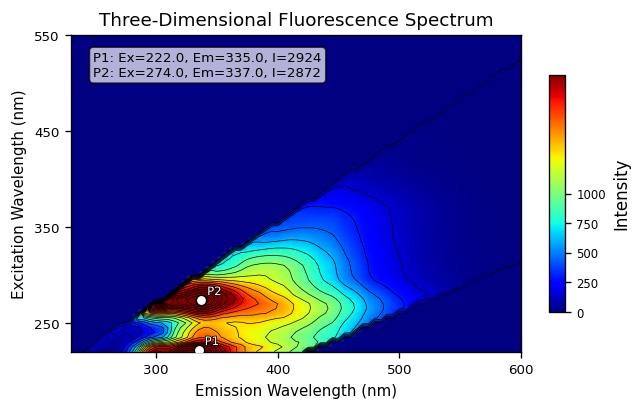 Three-Dimensional Fluorescence Spectrum
P1: Ex=222.0, Em=335.0, I=2924
P2: Ex=274.0, Em=337.0, I=2872
550
450
350
250
Excitation Wavelength (nm)
P2
P1
300
400
500
600
Emission Wavelength (nm)
1000
750
500
250
0
Intensity